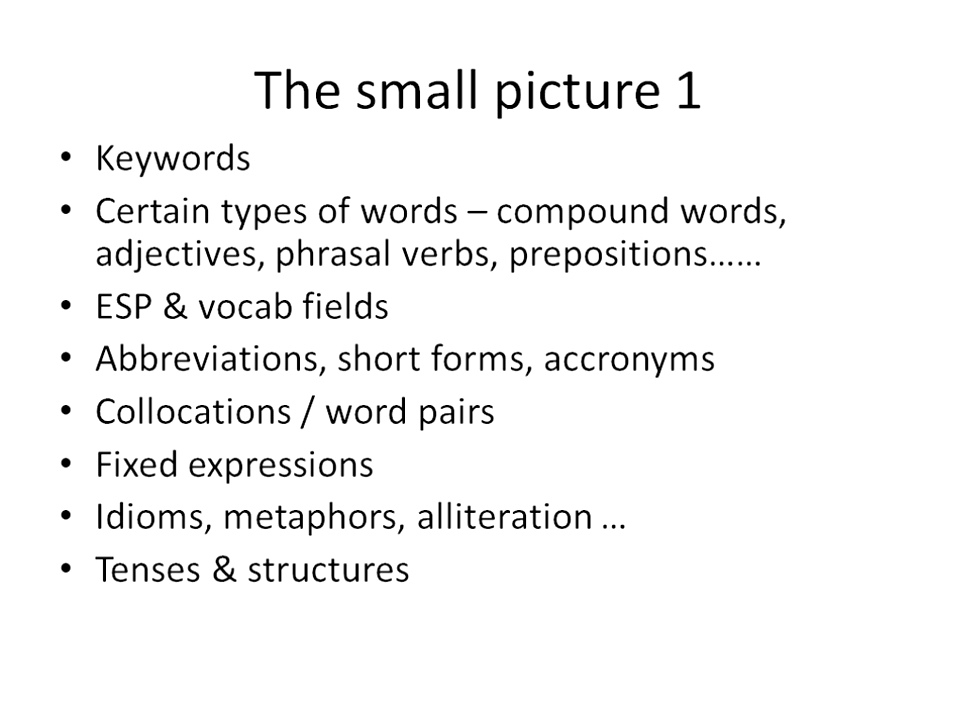 The small picture 1
• Keywords
• Certain types of words – compound words,
adjectives, phrasal verbs, prepositions……
• ESP & vocab fields
• Abbreviations, short forms, accronyms
• Collocations / word pairs
• Fixed expressions
• Idioms, metaphors, alliteration …
• Tenses & structures